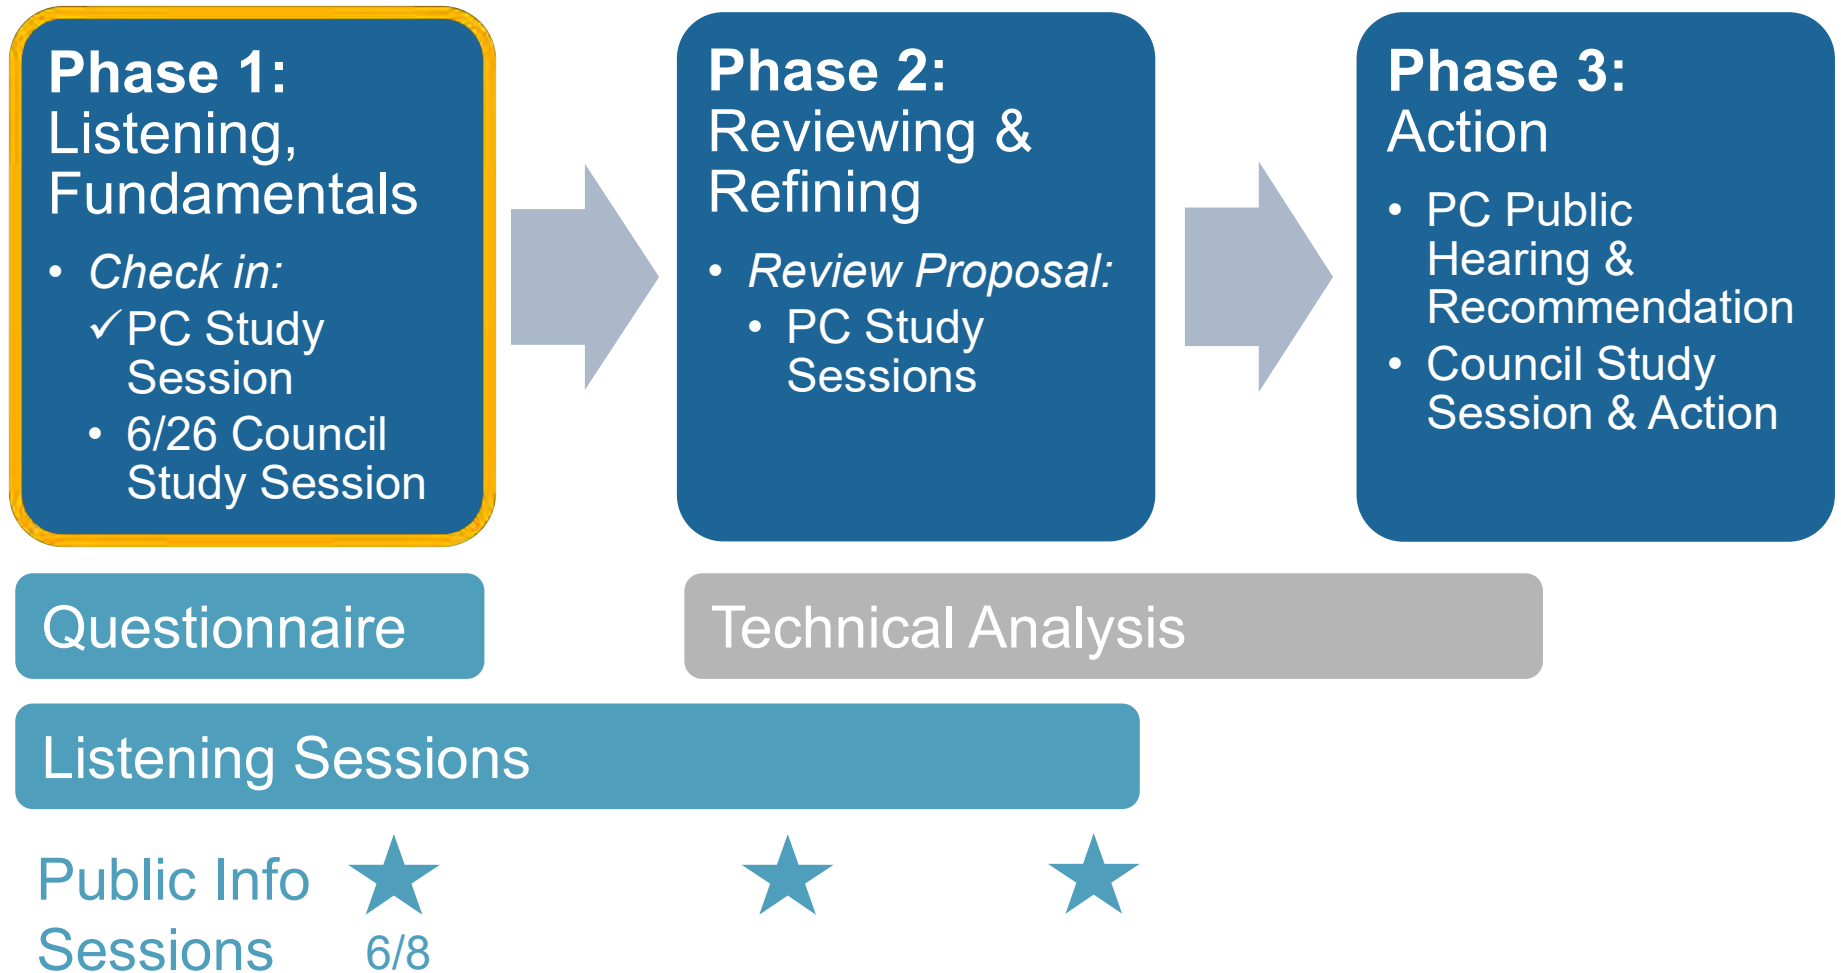 Phase 1:
Listening,
Fundamentals
• Check in:
✓PC Study
Session
• 6/26 Council
Study Session
Phase 2:
Reviewing &
Refining
• Review Proposal:
• PC Study
Sessions
Phase 3:
Action
• PC Public
Hearing &
Recommendation
• Council Study
Session & Action
Questionnaire
Technical Analysis
Listening Sessions
Public Info
Sessions
6/8